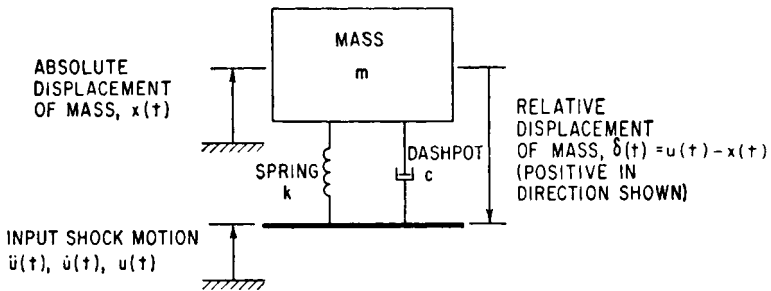 MASS
m
ABSOLUTE
DISPLACEMENT
OF MASS, x(t)
RELATIVE
DISPLACEMENT
OF MASS, δ(t) = u(t) – x(t)
(POSITIVE IN
DIRECTION SHOWN)
SPRING
k
DASHPOT
c
INPUT SHOCK MOTION
ü(t), u̇(t), u(t)